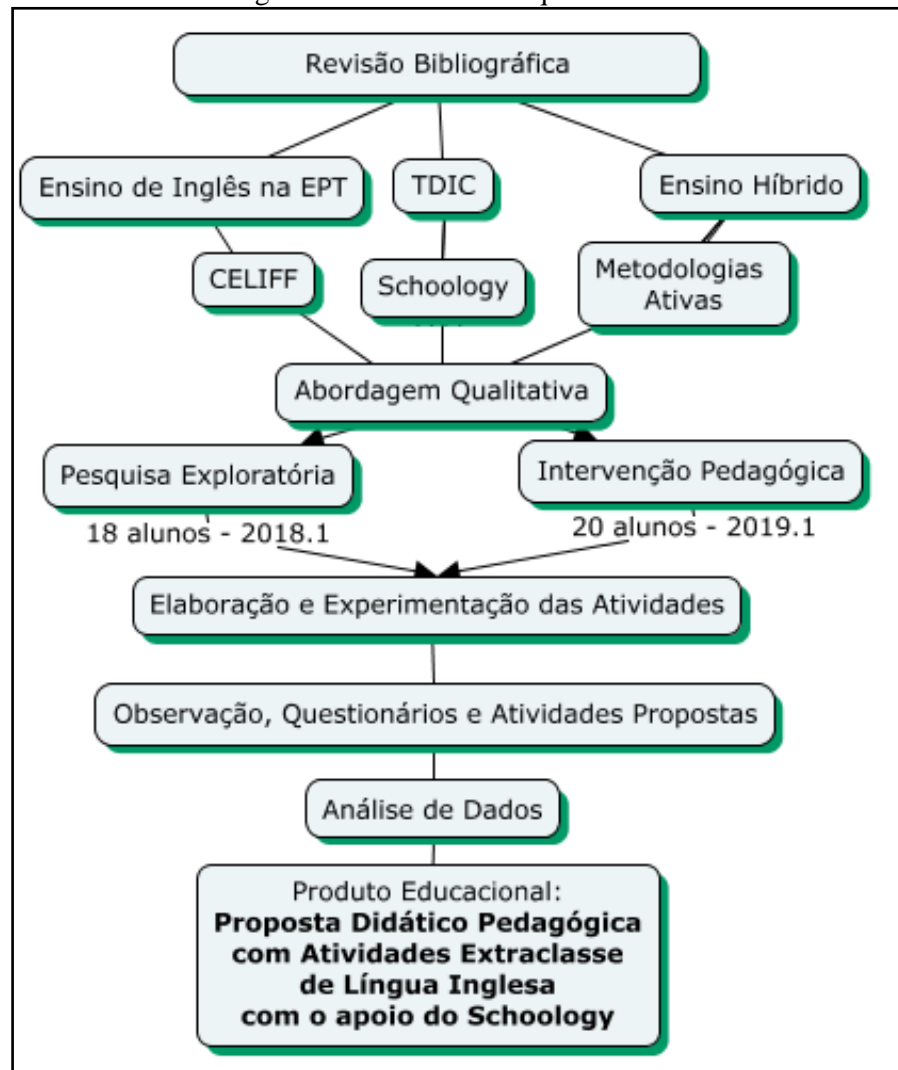 Revisão Bibliográfica
Ensino de Inglês na EPT
TDIC
Ensino Híbrido
CELIFF
Schoology
Metodologias
Ativas
Abordagem Qualitativa
Pesquisa Exploratória
Intervenção Pedagógica
18 alunos - 2018.1
20 alunos - 2019.1
Elaboração e Experimentação das Atividades
Observação, Questionários e Atividades Propostas
Análise de Dados
Produto Educacional:
Proposta Didático Pedagógica
com Atividades Extraclasse
de Língua Inglesa
com o apoio do Schoology